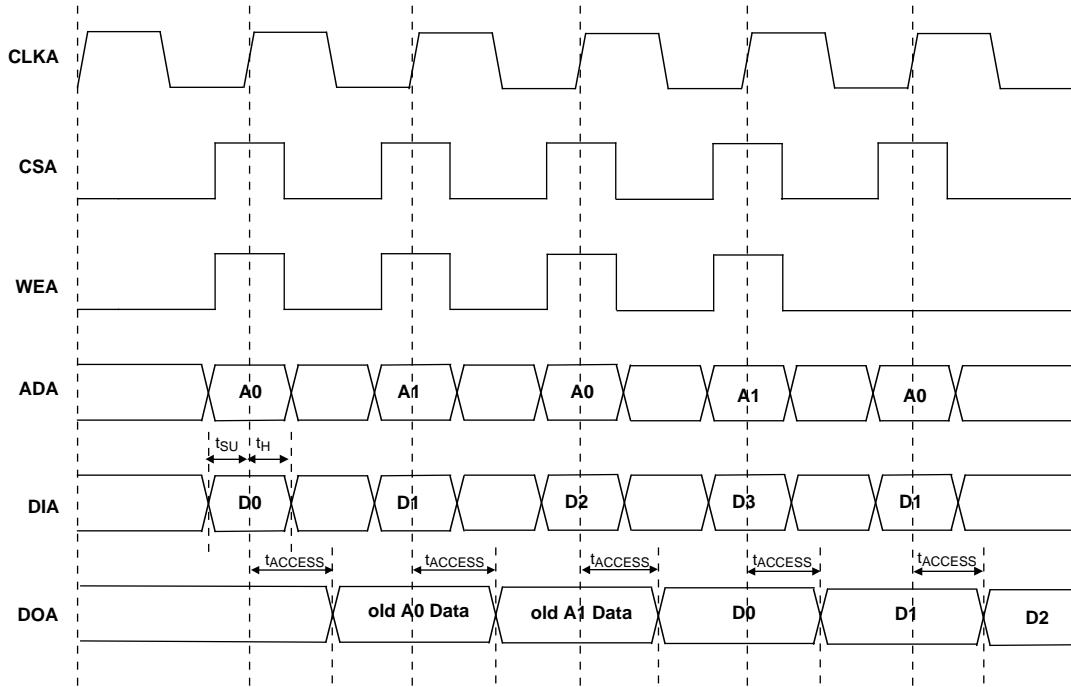 CLKA
CSA
WEA
ADA A0 A1 A0 A1 A0
tSU tH
DIA D0 D1 D2 D3 D1
tACCESS tACCESS tACCESS tACCESS tACCESS
DOA old A0 Data old A1 Data D0 D1 D2